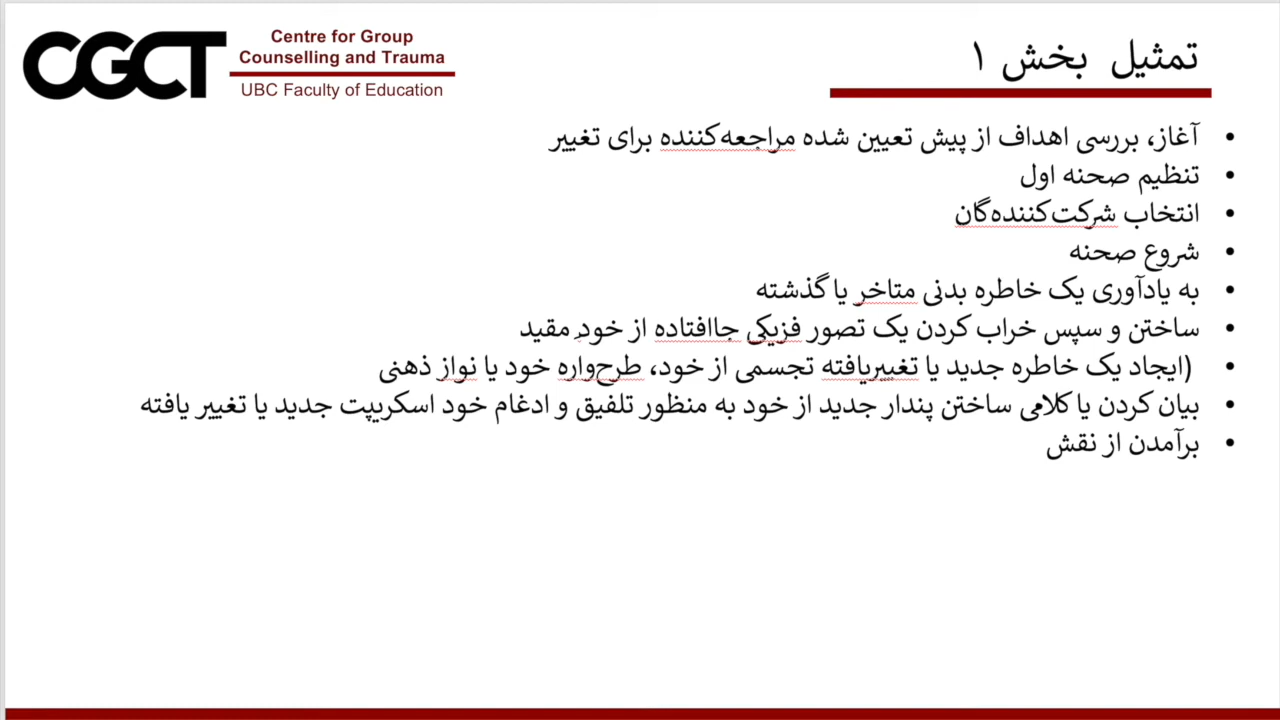 CGCT
Centre for Group
Counselling and Trauma
UBC Faculty of Education
تمثیل بخش ۱
• آغاز، بررسی اهداف از پیش تعیین شده مراجعه‌کننده برای تغییر
• تنظیم صحنه اول
• انتخاب شرکت‌کننده‌گان
• شروع صحنه
• به یادآوری یک خاطره بدنی متاخر یا گذشته
• ساختن و سپس خراب کردن یک تصور فزیکی جاافتاده از خودِ مقید
• (ایجاد یک خاطره جدید یا تغییریافته تجسمی از خود، طرح‌واره خود یا نواز ذهنی
• بیان کردن یا کلامی ساختن پندار جدید از خود به منظور تلفیق و ادغام خود اسکریپت جدید یا تغییر یافته
• برآمدن از نقش